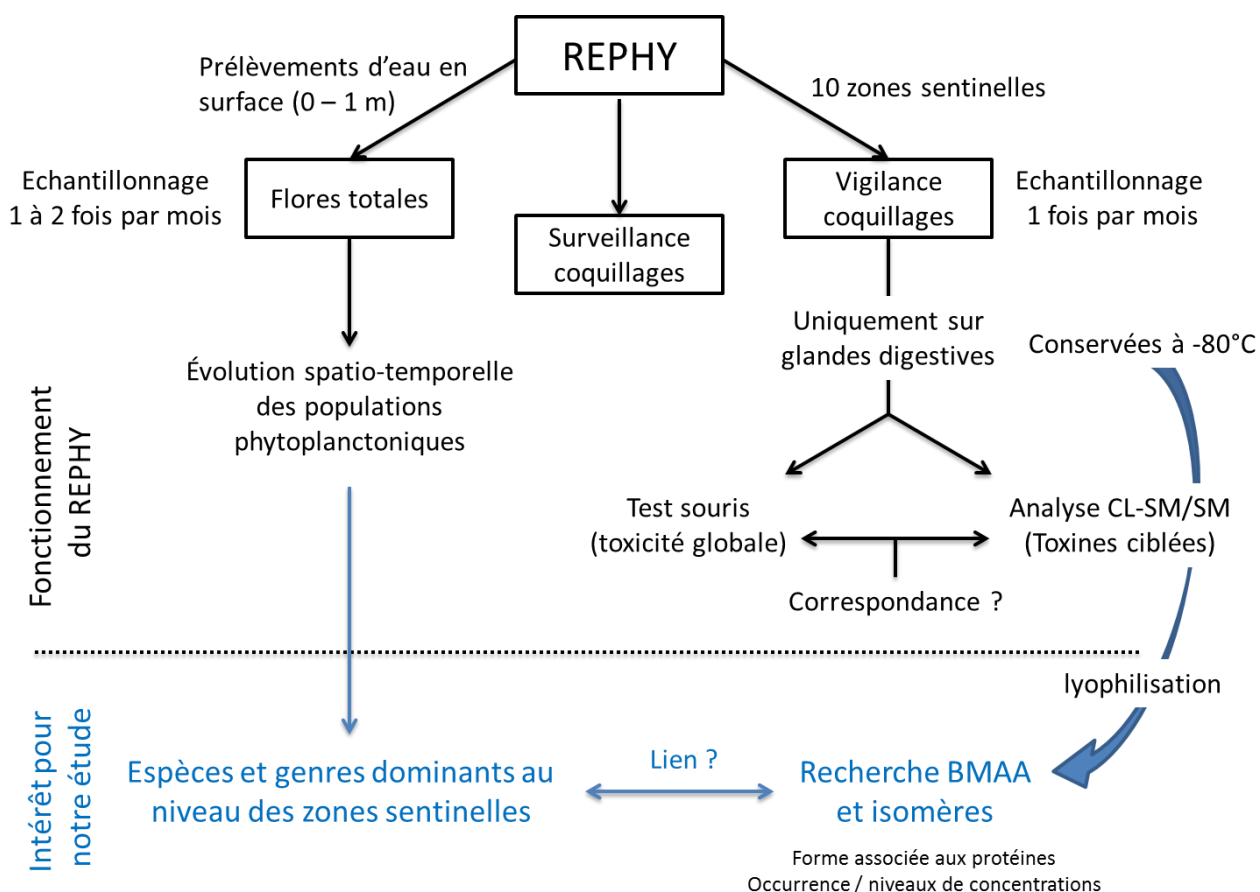 REPHY
Prélèvements d’eau en
surface (0 – 1 m)
10 zones sentinelles
Echantillonnage
1 à 2 fois par mois
Flores totales
Surveillance
coquillages
Vigilance
coquillages
Echantillonnage
1 fois par mois
Uniquement sur
glandes digestives
Conservées à -80°C
Évolution spatio-temporelle
des populations
phytoplanctoniques
Fonctionnement
du REPHY
Test souris
(toxicité globale)
Analyse CL-SM/SM
(Toxines ciblées)
Correspondance ?
lyophilisation
Intérêt pour
notre étude
Espèces et genres dominants au
niveau des zones sentinelles
Lien ?
Recherche BMAA
et isomères
Forme associée aux protéines
Occurrence / niveaux de concentrations